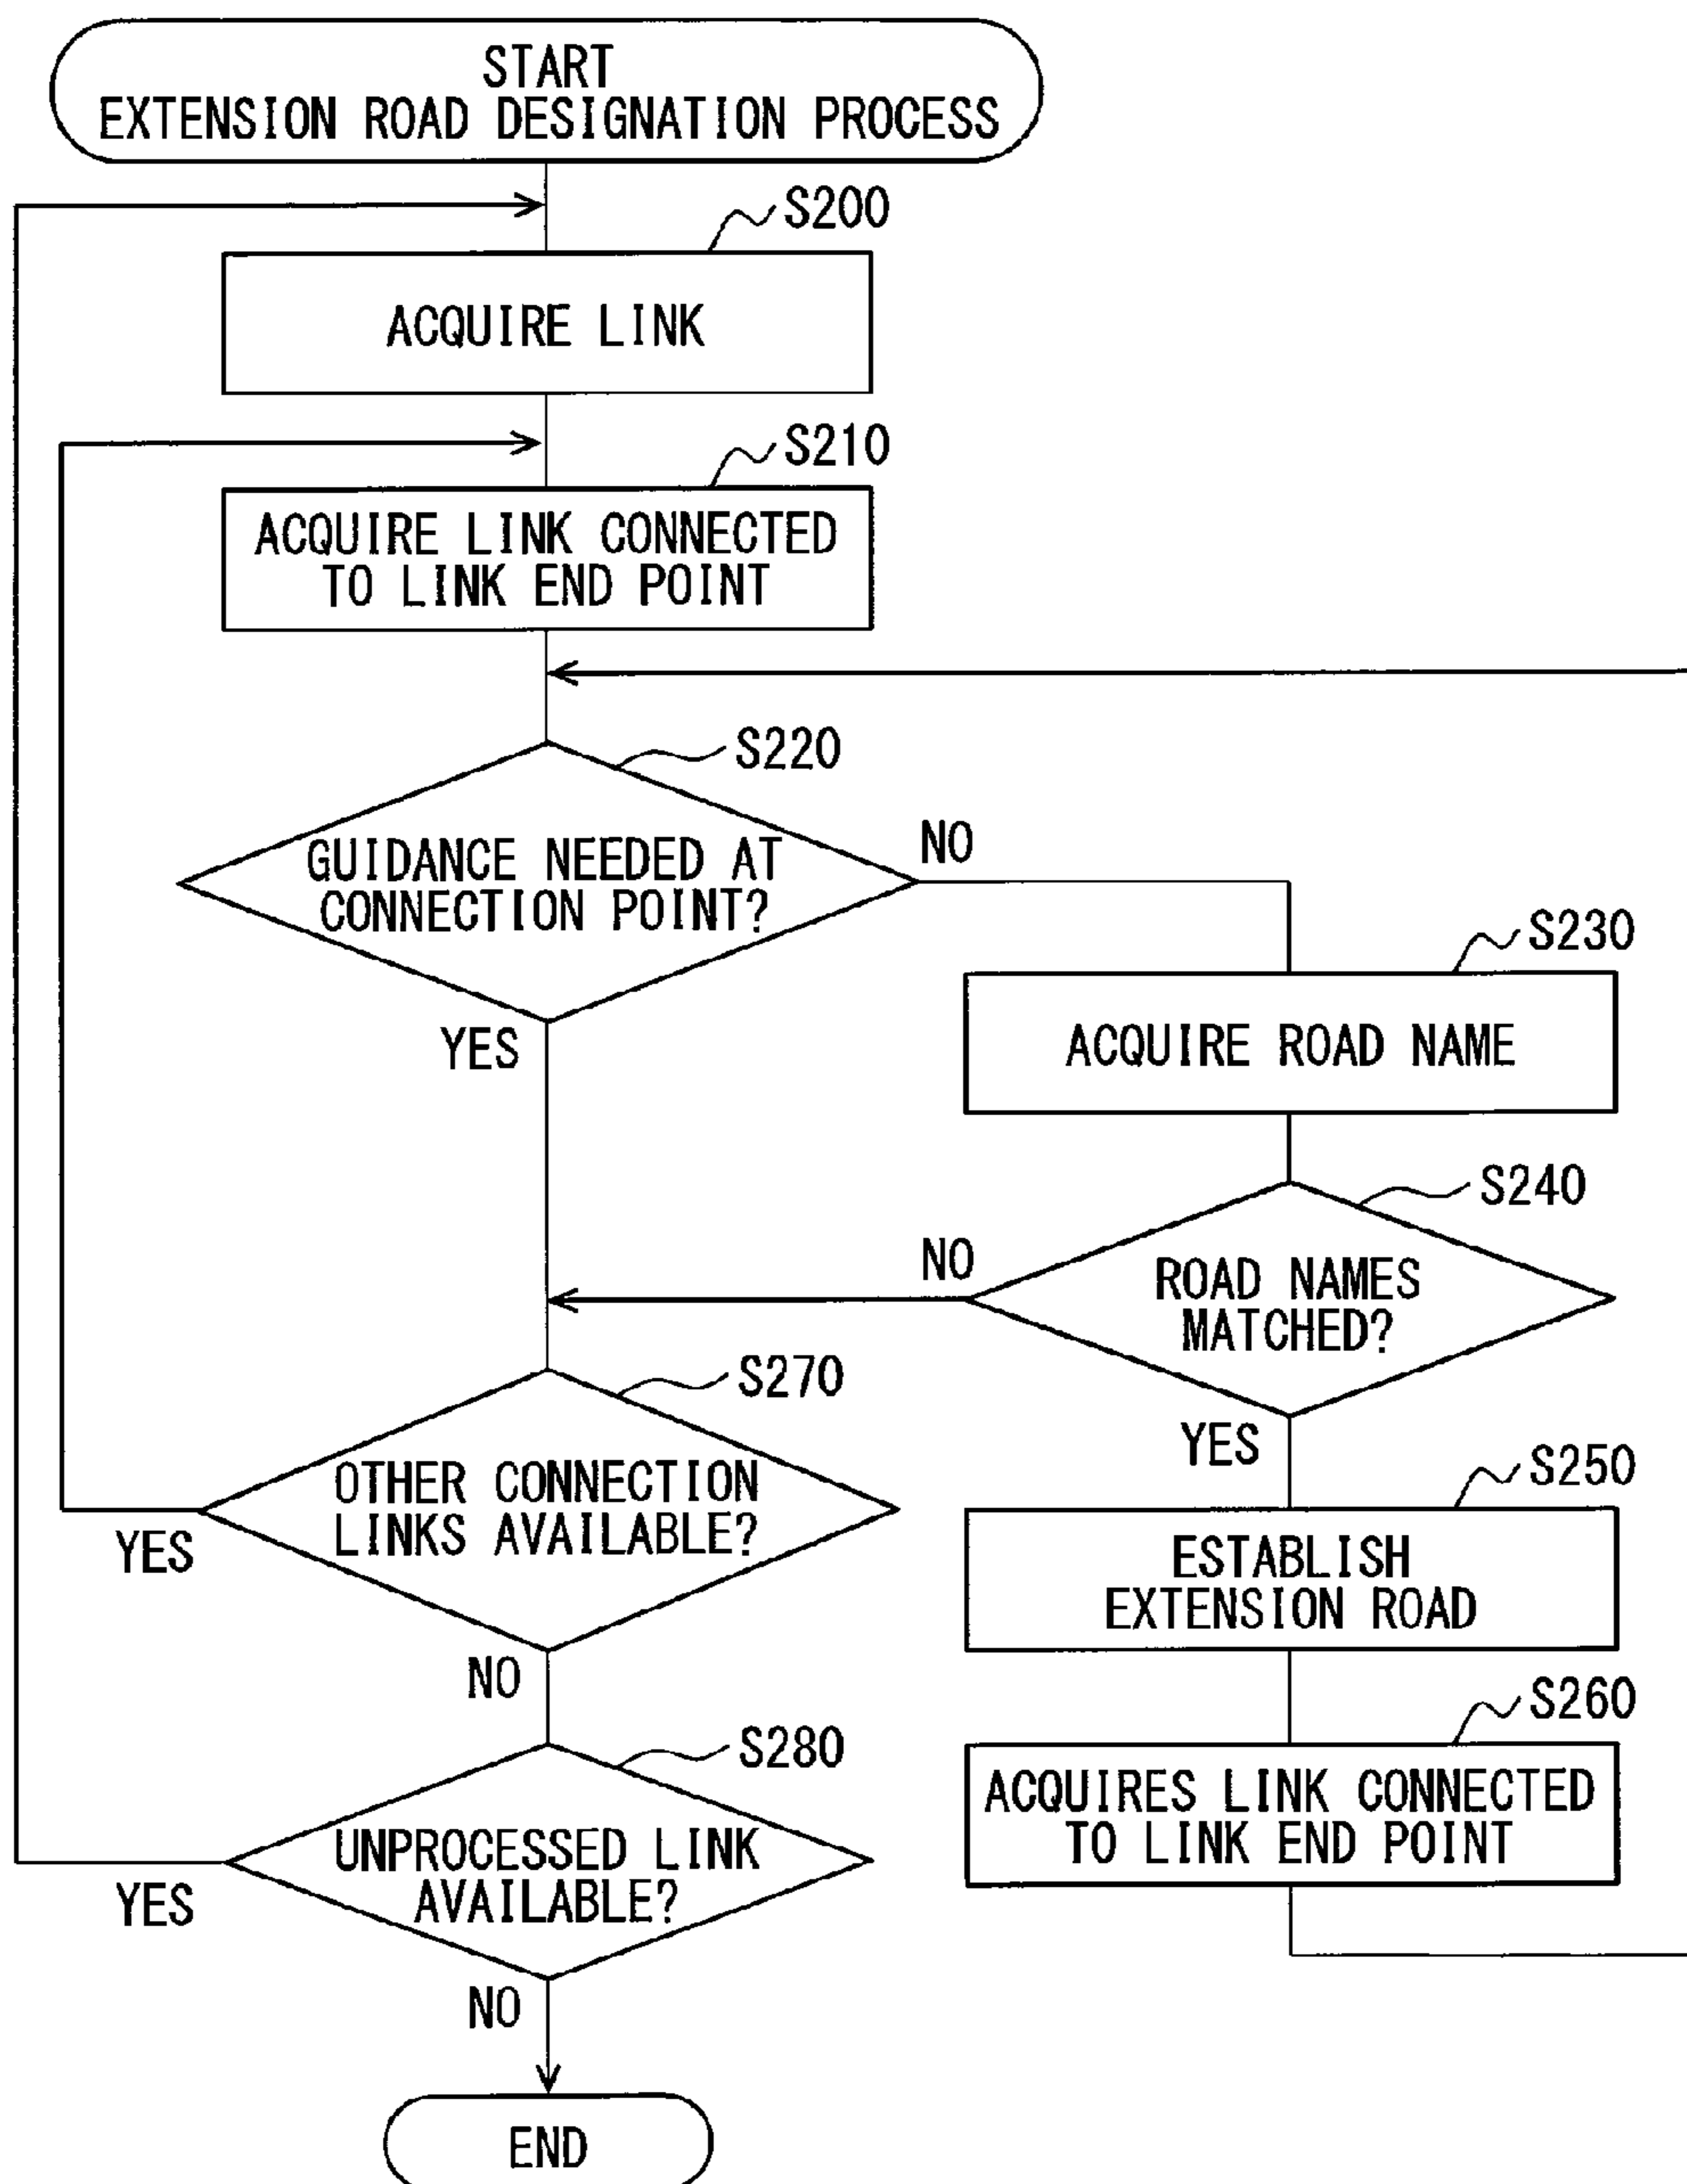 START
EXTENSION ROAD DESIGNATION PROCESS
S200
ACQUIRE LINK
S210
ACQUIRE LINK CONNECTED
TO LINK END POINT
S220
GUIDANCE NEEDED AT
CONNECTION POINT?
NO
YES
S230
ACQUIRE ROAD NAME
S240
ROAD NAMES
MATCHED?
NO
YES
S250
ESTABLISH
EXTENSION ROAD
S260
ACQUIRES LINK CONNECTED
TO LINK END POINT
S270
OTHER CONNECTION
LINKS AVAILABLE?
YES
NO
S280
UNPROCESSED LINK
AVAILABLE?
YES
NO
END